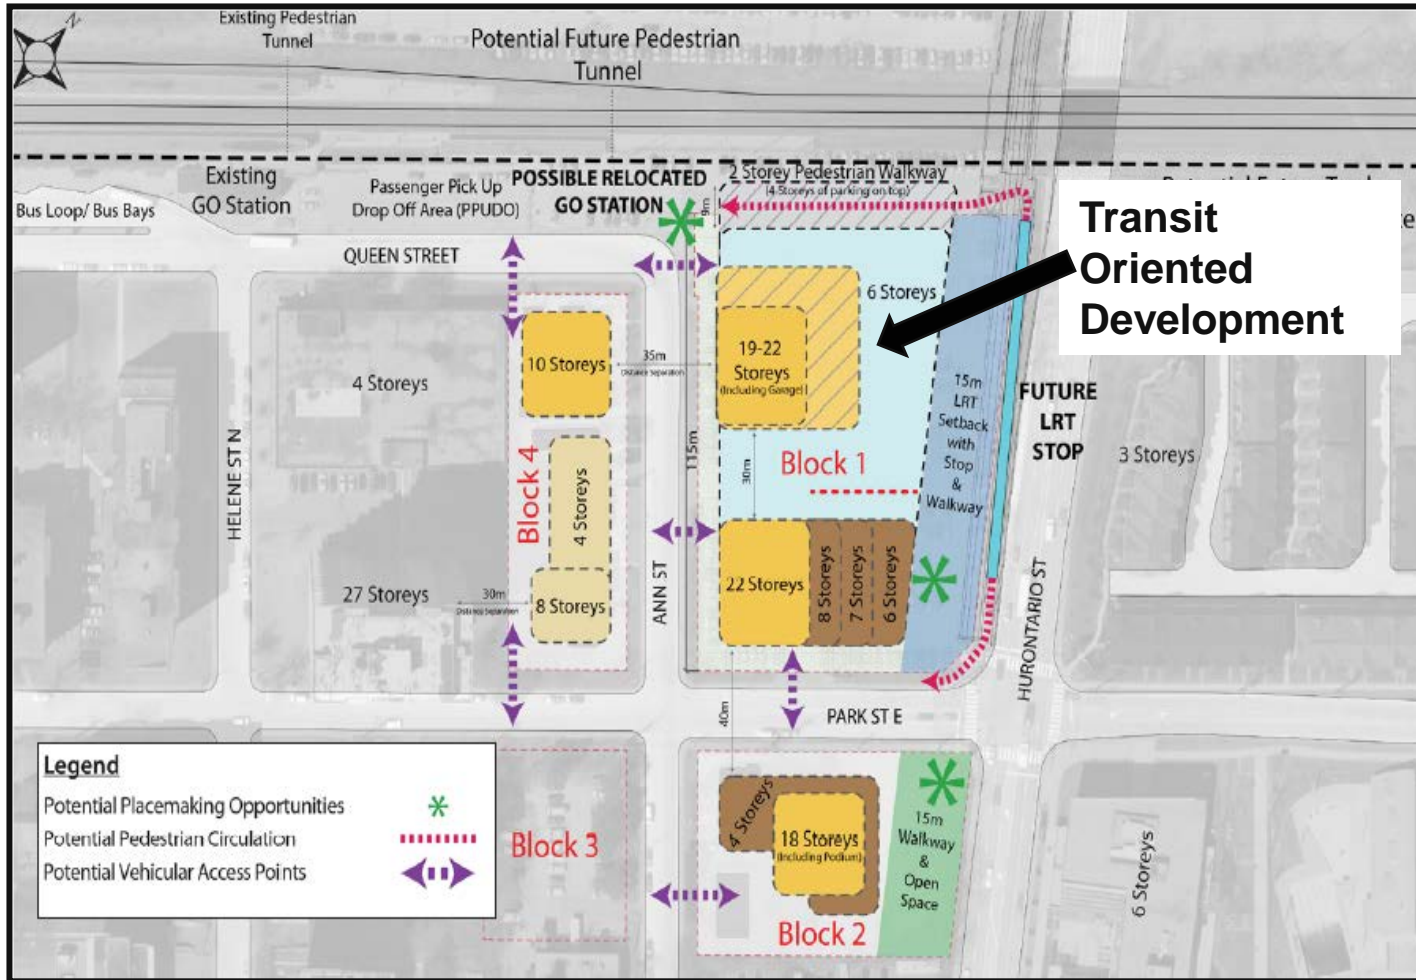 N
Existing Pedestrian
Tunnel
Potential Future Pedestrian
Tunnel
Existing
GO Station
Bus Loop/ Bus Bays
Passenger Pick Up
Drop Off Area (PPUDO)
POSSIBLE RELOCATED
GO STATION
2 Storey Pedestrian Walkway
(4 Storeys of parking on top)
9m
Transit
Oriented
Development
QUEEN STREET
6 Storeys
10 Storeys
35m
Distance Separation
19-22
Storeys
(Including Garage)
4 Storeys
115m
15m
LRT
Setback
with
Stop
&
Walkway
FUTURE
LRT
STOP
3 Storeys
HELENE ST N
Block 4
4 Storeys
30m
Block 1
ANN ST
27 Storeys
30m
Distance Separation
8 Storeys
22 Storeys
8 Storeys
7 Storeys
6 Storeys
HURONTARIO ST
40m
PARK ST E
Legend
Potential Placemaking Opportunities
Potential Pedestrian Circulation
Potential Vehicular Access Points
Block 3
4 Storeys
18 Storeys
(Including Podium)
15m
Walkway
&
Open
Space
6 Storeys
Block 2